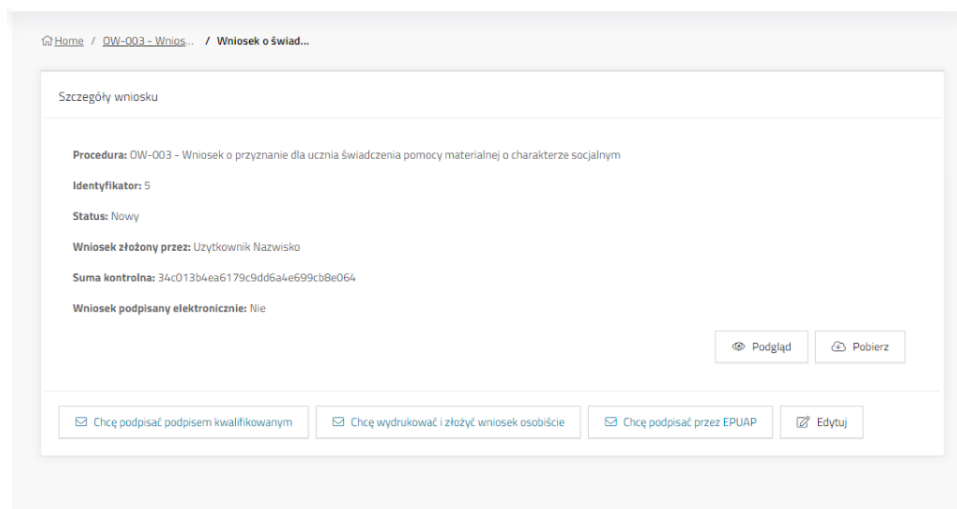 Home / OW-003 - Wnios... / Wniosek o świad...
Szczegóły wniosku
Procedura: OW-003 - Wniosek o przyznanie dla ucznia świadczenia pomocy materialnej o charakterze socjalnym
Identyfikator: 5
Status: Nowy
Wniosek złożony przez: Uzytkownik Nazwisko
Suma kontrolna: 34c013b4ea6179c9dd6a4e699cb8e064
Wniosek podpisany elektronicznie: Nie
Podgląd Pobierz
Chcę podpisać podpisem kwalifikowanym Chcę wydrukować i złożyć wniosek osobiście Chcę podpisać przez EPUAP Edytuj